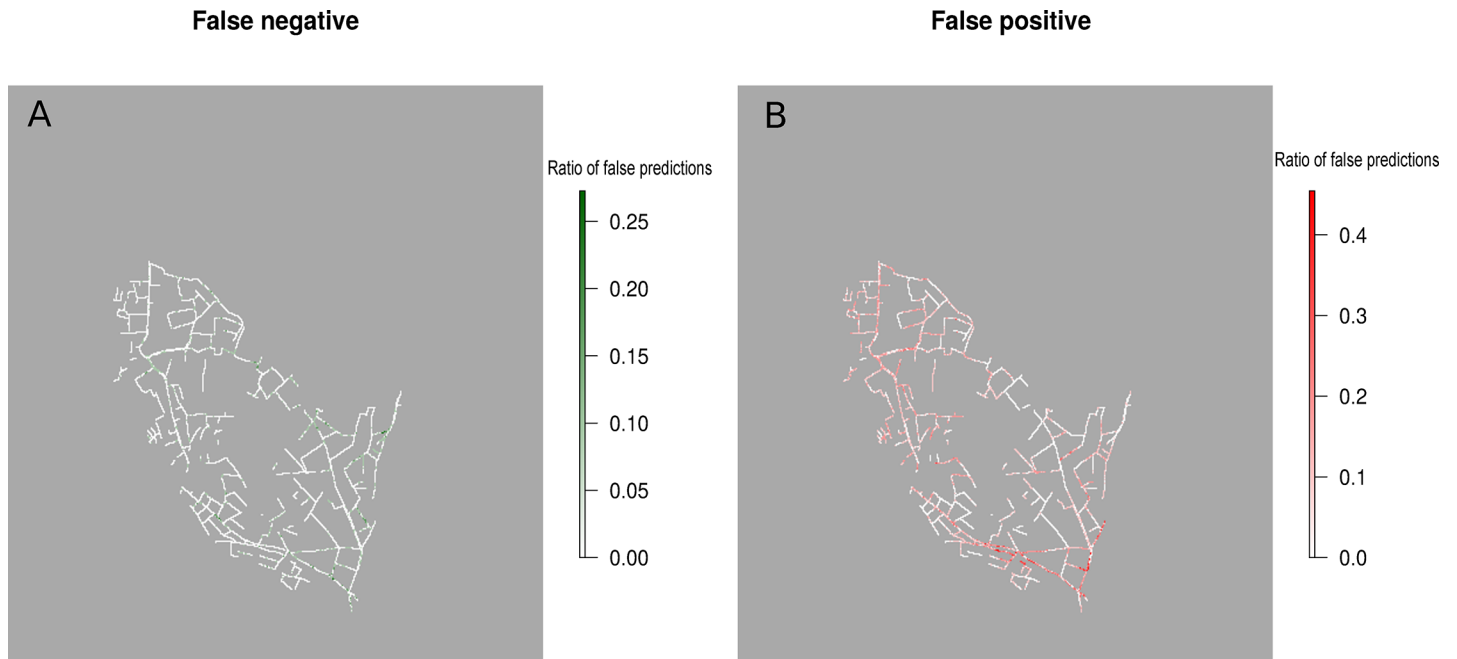 False negative
False positive
A
B
Ratio of false predictions
Ratio of false predictions
0.25
0.20
0.15
0.10
0.05
0.00
0.4
0.3
0.2
0.1
0.0